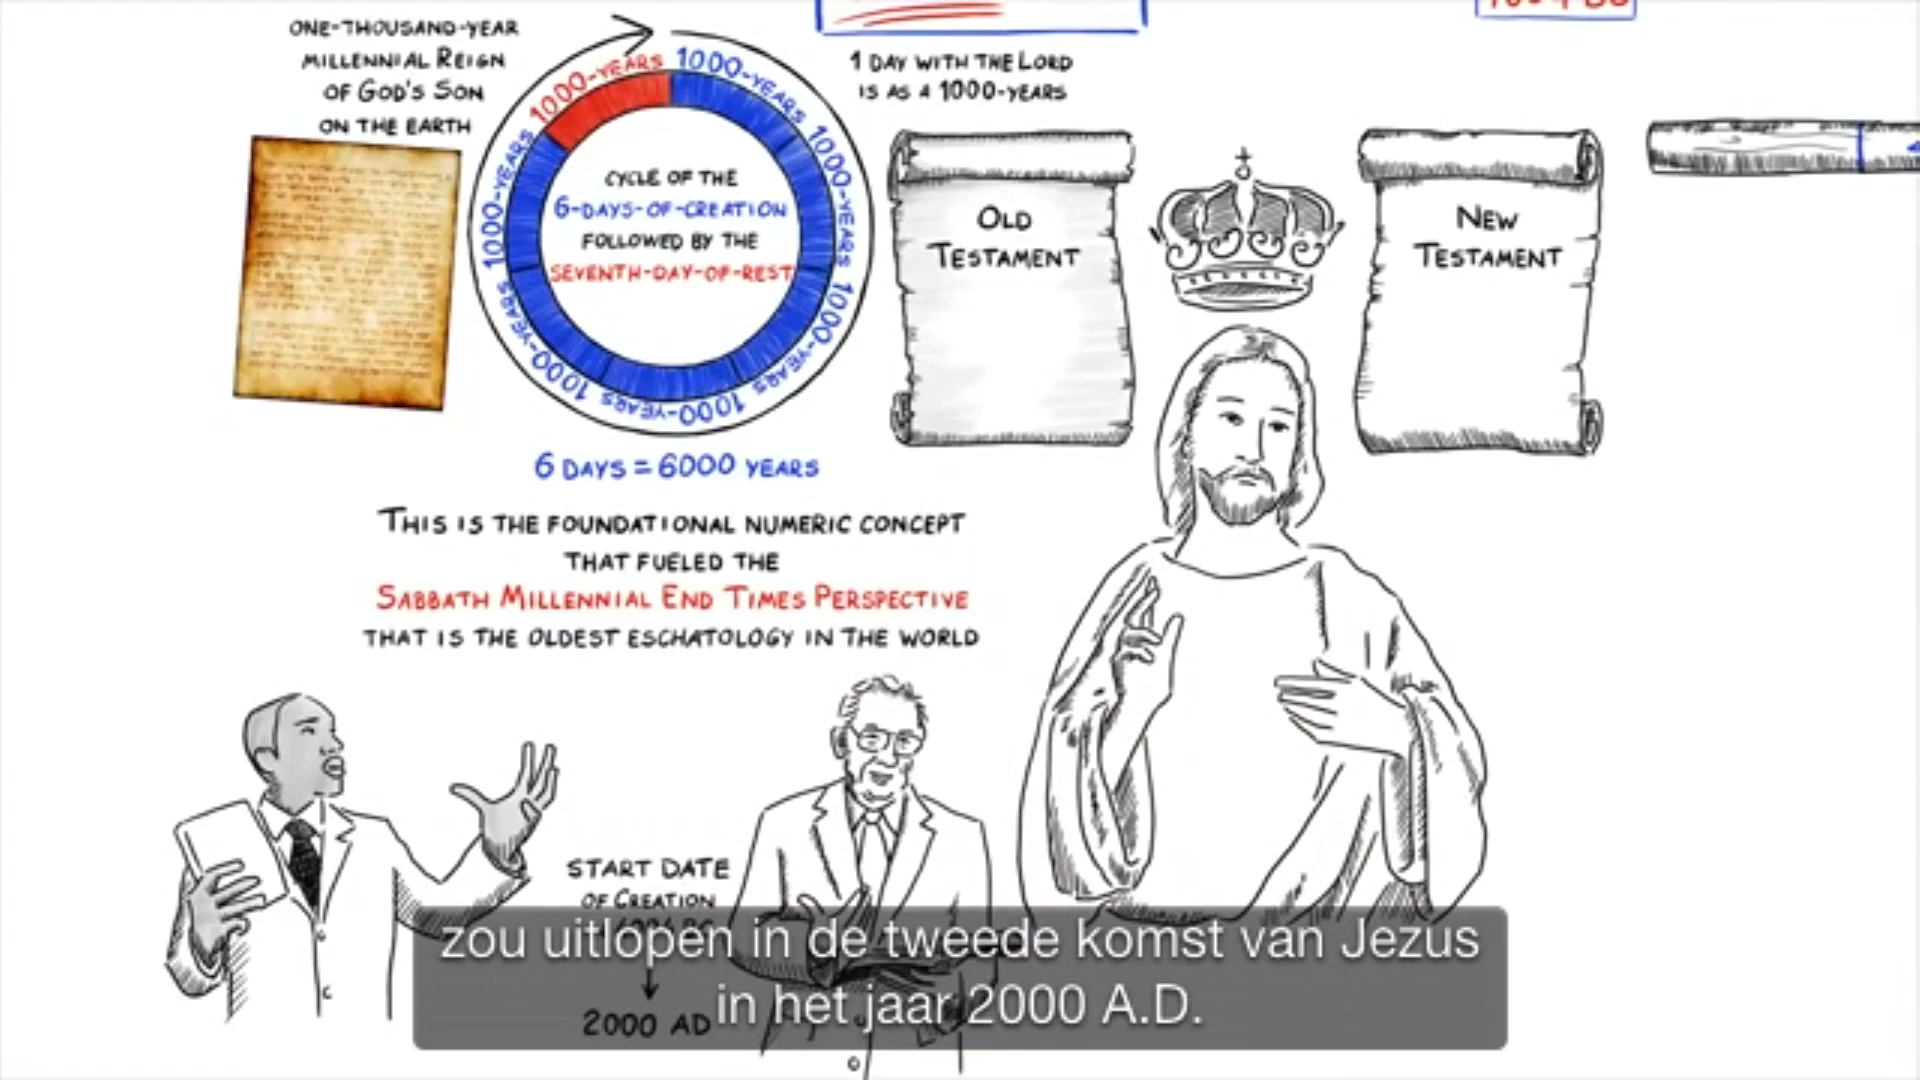 ONE-THOUSAND-YEAR
MILLENNIAL REIGN
OF GOD'S SON
ON THE EARTH
1000-YEARS
1000-YEARS
1000-YEARS
1000-YEARS
1000-YEARS
1000-YEARS
1000-YEARS
CYCLE OF THE
6-DAYS-OF-CREATION
FOLLOWED BY THE
SEVENTH-DAY-OF-REST
6 DAYS = 6000 YEARS
1 DAY WITH THE LORD
IS AS A 1000-YEARS
OLD
TESTAMENT
NEW
TESTAMENT
THIS IS THE FOUNDATIONAL NUMERIC CONCEPT
THAT FUELED THE
SABBATH MILLENNIAL END TIMES PERSPECTIVE
THAT IS THE OLDEST ESCHATOLOGY IN THE WORLD
START DATE
OF CREATION
2000 AD
zou uitlopen in de tweede komst van Jezus
in het jaar 2000 A.D.